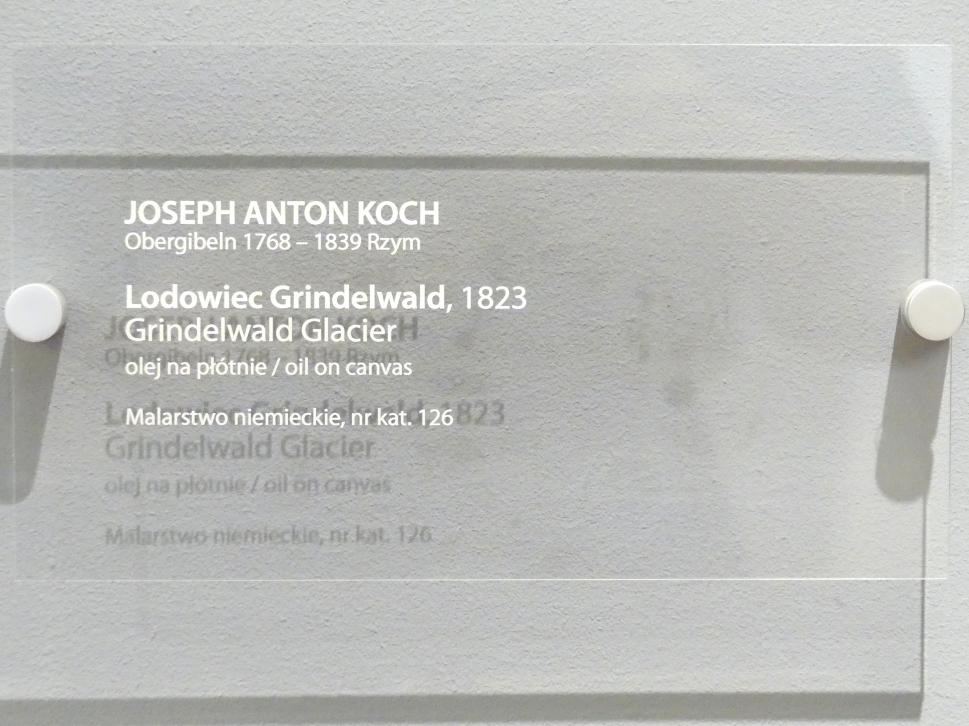 JOSEPH ANTON KOCH
Obergibeln 1768 – 1839 Rzym
Lodowiec Grindelwald, 1823
Grindelwald Glacier
olej na płótnie / oil on canvas
Malarstwo niemieckie, nr kat. 126